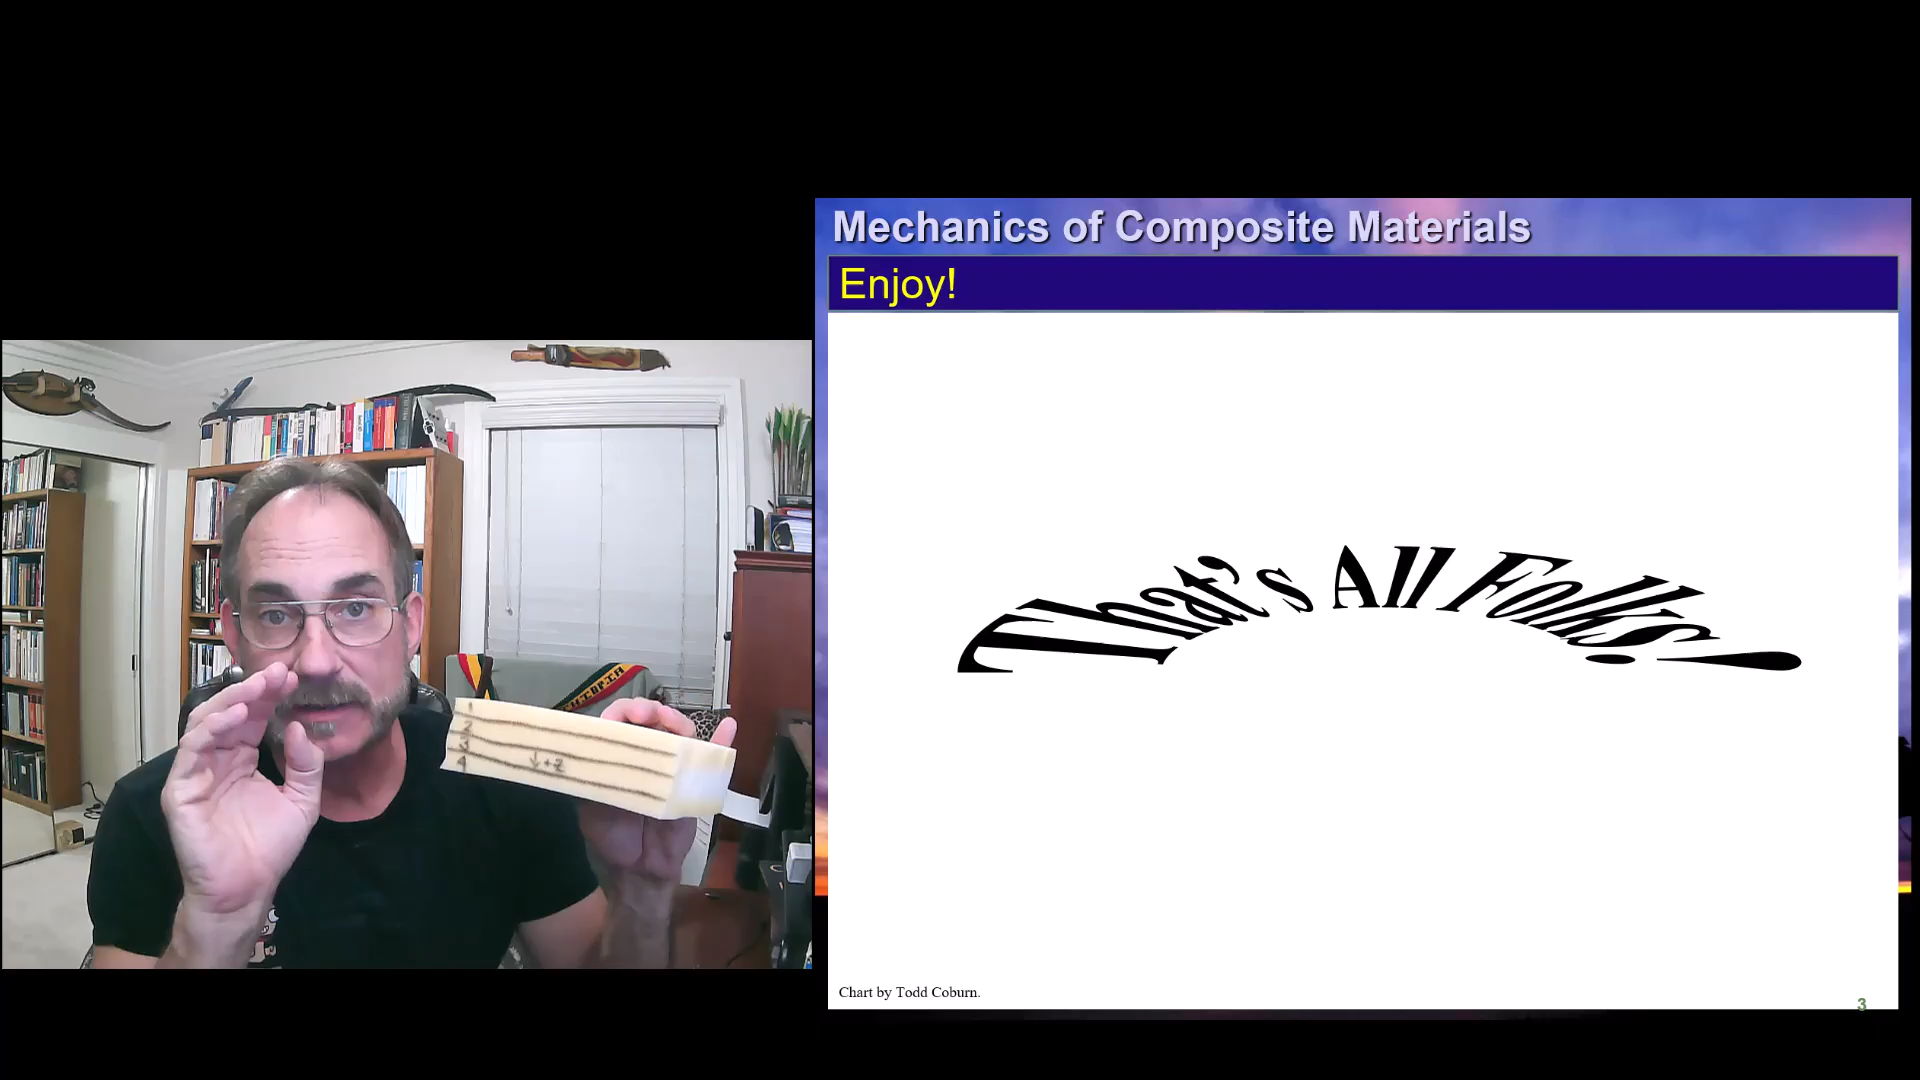 Mechanics of Composite Materials
Enjoy!
That's All Folks!
1
2
3
4
↓+z
Chart by Todd Coburn.
3